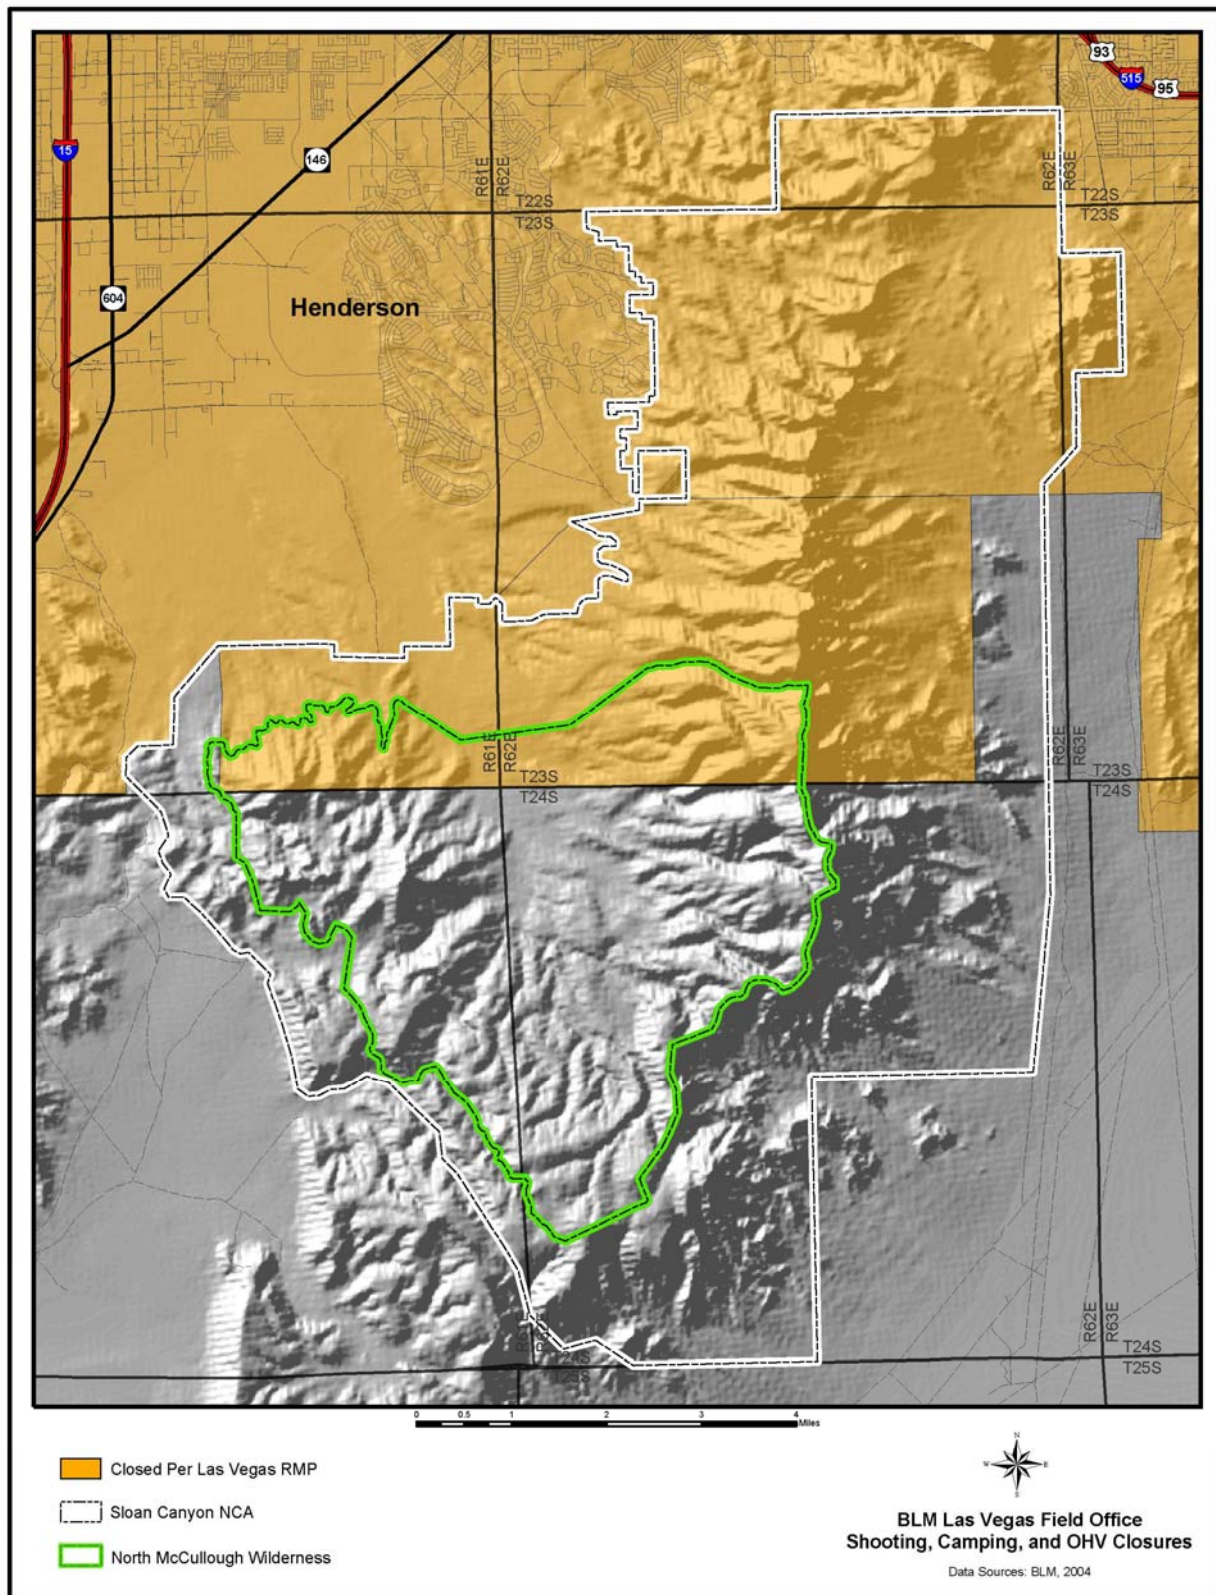 93
515
95
15
146
R61E
R62E
R62E
R63E
T22S
T23S
T22S
T23S
604
Henderson
R61E
R62E
R62E
R63E
T23S
T24S
T23S
T24S
R62E
R63E
T24S
T25S
T24S
T25S
0 0.5 1 2 3 4
Miles
N
W E
S
Closed Per Las Vegas RMP
Sloan Canyon NCA
North McCullough Wilderness
BLM Las Vegas Field Office
Shooting, Camping, and OHV Closures
Data Sources: BLM, 2004